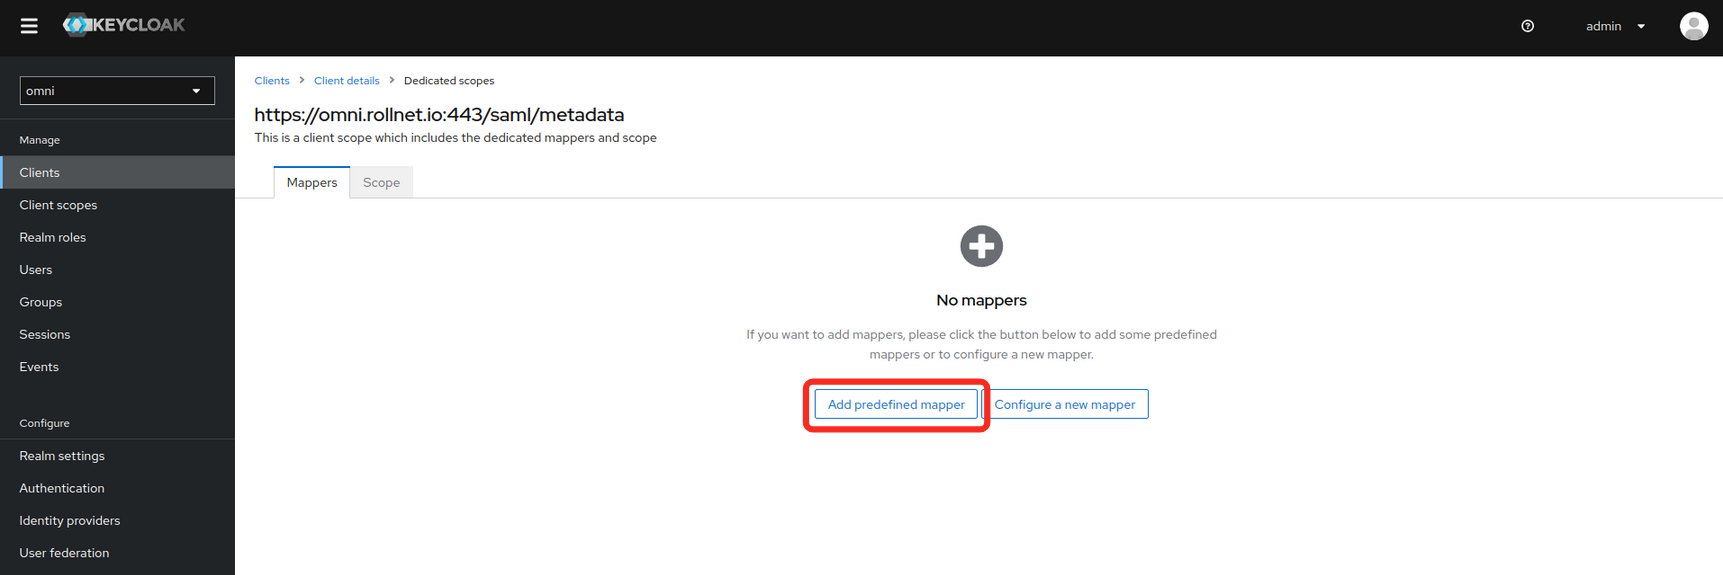 KEYCLOAK
admin
omni
Manage
Clients
Client scopes
Realm roles
Users
Groups
Sessions
Events
Configure
Realm settings
Authentication
Identity providers
User federation
Clients > Client details > Dedicated scopes
https://omni.rollnet.io:443/saml/metadata
This is a client scope which includes the dedicated mappers and scope
Mappers Scope
No mappers
If you want to add mappers, please click the button below to add some predefined
mappers or to configure a new mapper.
Add predefined mapper Configure a new mapper